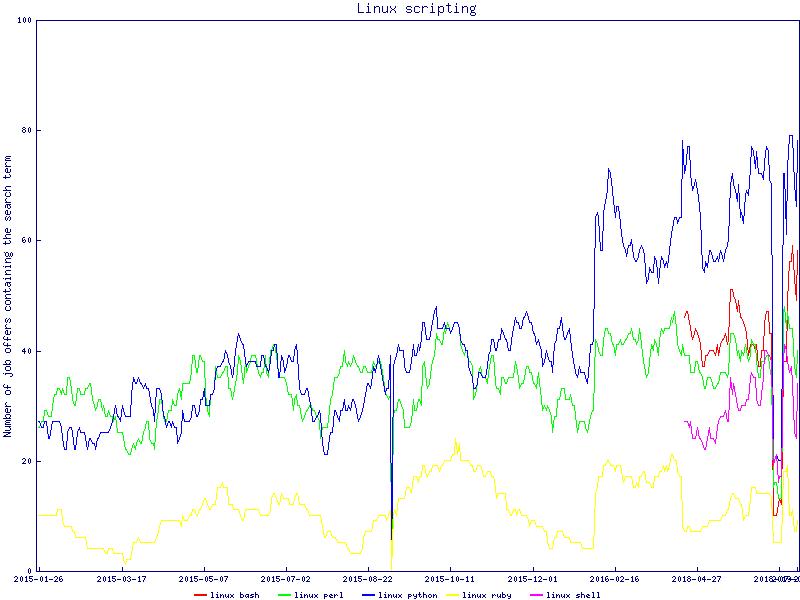 Linux scripting
Number of job offers containing the search term
100
80
60
40
20
0
2015-01-26 2015-03-17 2015-05-07 2015-07-02 2015-08-22 2015-10-11 2015-12-01 2016-02-16 2018-04-27
linux bash linux perl linux python linux ruby linux shell